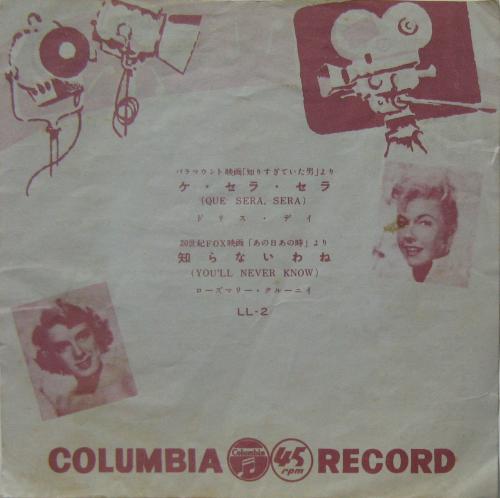 パラマウント映画「知りすぎていた男」より
ケ・セラ・セラ
(QUE SERA, SERA)
ドリス・デイ
20世紀FOX映画「あの日あの時」より
知らないわね
(YOU'LL NEVER KNOW)
ローズマリー・クルーニイ
LL-2
COLUMBIA Columbia 45 rpm RECORD